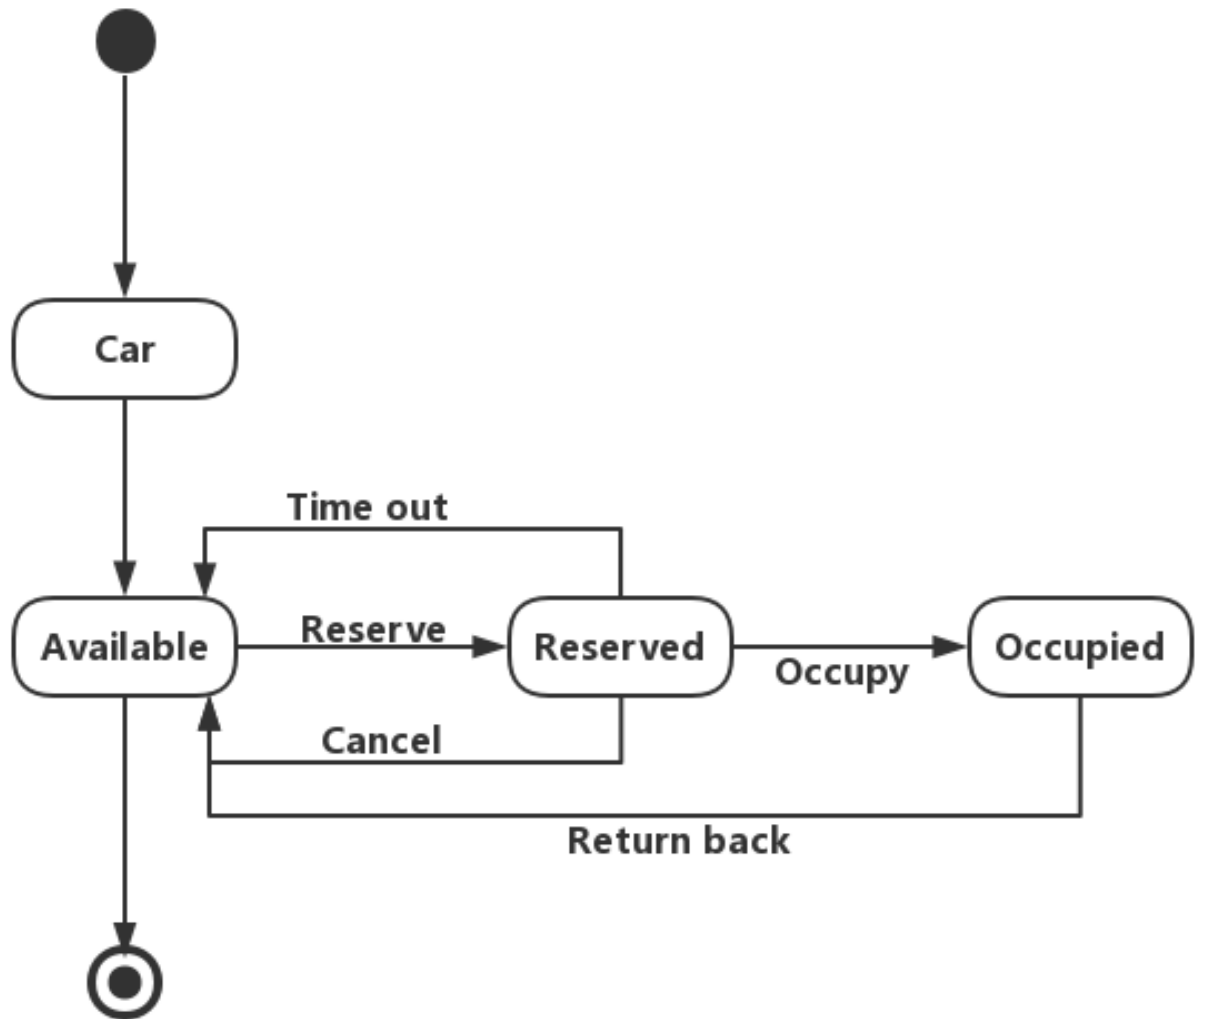 Car
Time out
Reserve
Available
Reserved
Occupied
Occupy
Cancel
Return back